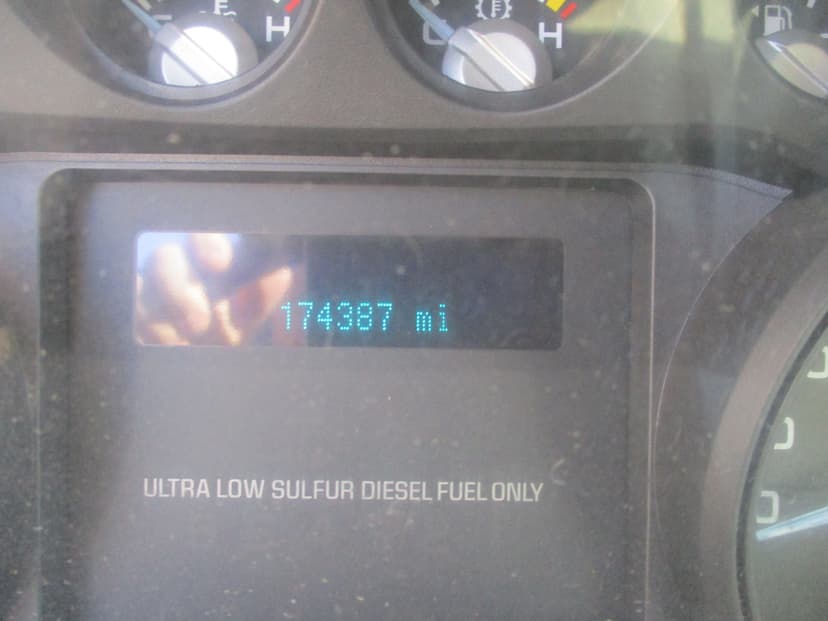 H
H
174387 mi
ULTRA LOW SULFUR DIESEL FUEL ONLY